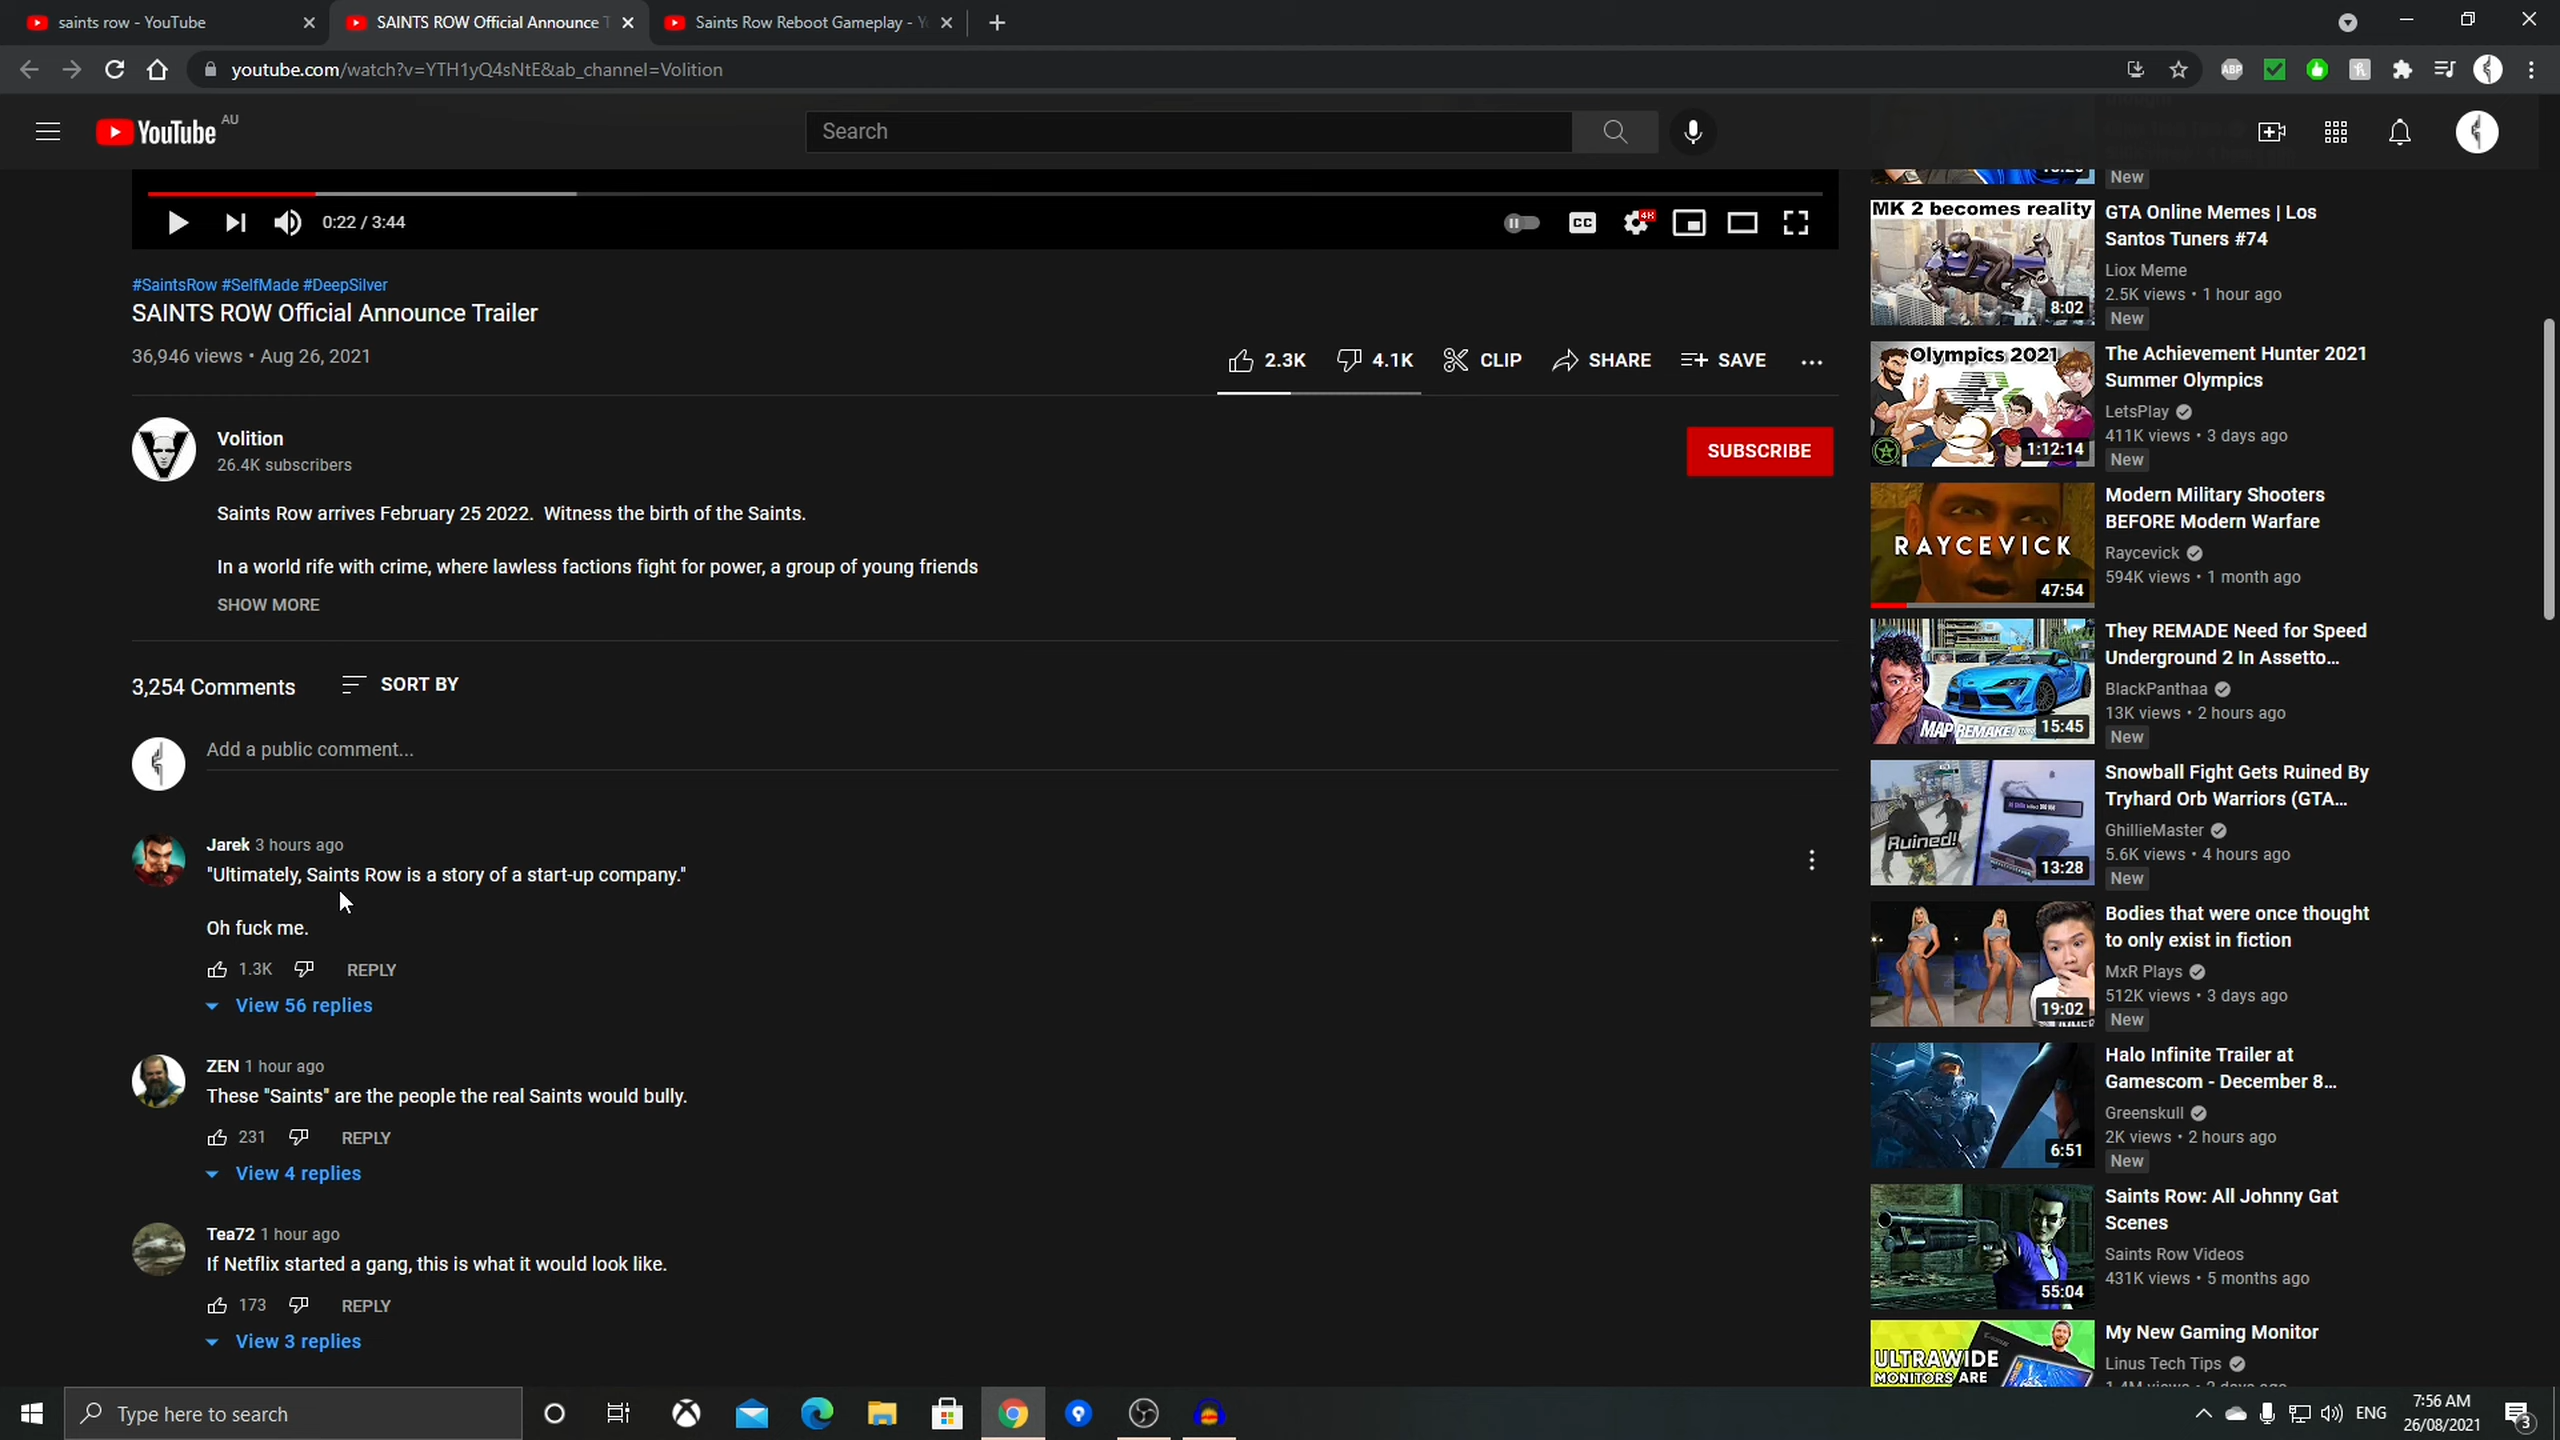 saints row - YouTube
SAINTS ROW Official Announce T
Saints Row Reboot Gameplay - Y
youtube.com/watch?v=YTH1yQ4sNtE&ab_channel=Volition
ABP
YouTube AU
Search
0:22 / 3:44
CC
4K
#SaintsRow #SelfMade #DeepSilver
SAINTS ROW Official Announce Trailer
36,946 views • Aug 26, 2021
2.3K
4.1K
CLIP
SHARE
SAVE
Volition
26.4K subscribers
SUBSCRIBE
Saints Row arrives February 25 2022. Witness the birth of the Saints.
In a world rife with crime, where lawless factions fight for power, a group of young friends
SHOW MORE
3,254 Comments
SORT BY
Add a public comment...
Jarek 3 hours ago
"Ultimately, Saints Row is a story of a start-up company."
Oh fuck me.
1.3K
REPLY
View 56 replies
ZEN 1 hour ago
These "Saints" are the people the real Saints would bully.
231
REPLY
View 4 replies
Tea72 1 hour ago
If Netflix started a gang, this is what it would look like.
173
REPLY
View 3 replies
New
MK 2 becomes reality
8:02
GTA Online Memes | Los
Santos Tuners #74
Liox Meme
2.5K views • 1 hour ago
New
Olympics 2021
1:12:14
The Achievement Hunter 2021
Summer Olympics
LetsPlay
411K views • 3 days ago
New
RAYCEVICK
47:54
Modern Military Shooters
BEFORE Modern Warfare
Raycevick
594K views • 1 month ago
MAP REMAKE!
15:45
They REMADE Need for Speed
Underground 2 In Assetto...
BlackPanthaa
13K views • 2 hours ago
New
Ruined!
13:28
Snowball Fight Gets Ruined By
Tryhard Orb Warriors (GTA...
GhillieMaster
5.6K views • 4 hours ago
New
19:02
Bodies that were once thought
to only exist in fiction
MxR Plays
512K views • 3 days ago
New
6:51
Halo Infinite Trailer at
Gamescom - December 8...
Greenskull
2K views • 2 hours ago
New
55:04
Saints Row: All Johnny Gat
Scenes
Saints Row Videos
431K views • 5 months ago
ULTRAWIDE
MONITORS ARE
My New Gaming Monitor
Linus Tech Tips
Type here to search
ENG
7:56 AM
26/08/2021
3